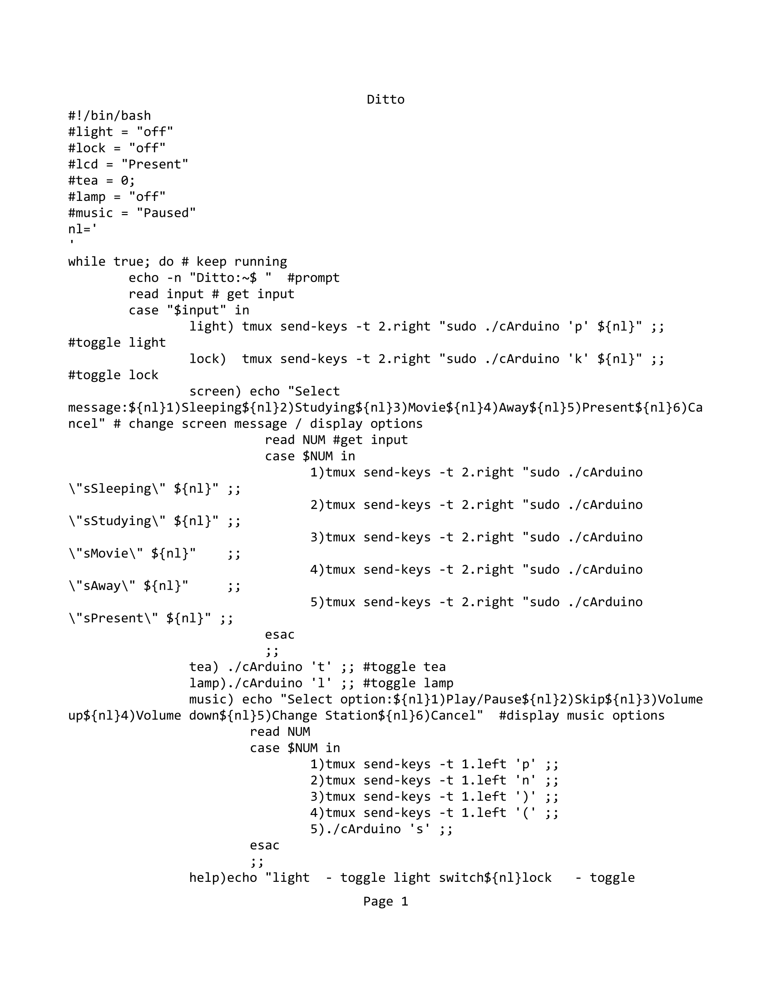 Ditto
#!/bin/bash
#light = "off"
#lock = "off"
#lcd = "Present"
#tea = 0;
#lamp = "off"
#music = "Paused"
nl='
'
while true; do # keep running
        echo -n "Ditto:~$ "  #prompt
        read input # get input
        case "$input" in
                light) tmux send-keys -t 2.right "sudo ./cArduino 'p' ${nl}" ;;
#toggle light
                lock)  tmux send-keys -t 2.right "sudo ./cArduino 'k' ${nl}" ;;
#toggle lock
                screen) echo "Select
message:${nl}1)Sleeping${nl}2)Studying${nl}3)Movie${nl}4)Away${nl}5)Present${nl}6)Ca
ncel" # change screen message / display options
                          read NUM #get input
                          case $NUM in
                                1)tmux send-keys -t 2.right "sudo ./cArduino
\"sSleeping\" ${nl}" ;;
                                2)tmux send-keys -t 2.right "sudo ./cArduino
\"sStudying\" ${nl}" ;;
                                3)tmux send-keys -t 2.right "sudo ./cArduino
\"sMovie\" ${nl}"    ;;
                                4)tmux send-keys -t 2.right "sudo ./cArduino
\"sAway\" ${nl}"     ;;
                                5)tmux send-keys -t 2.right "sudo ./cArduino
\"sPresent\" ${nl}" ;;
                          esac
                          ;;
                tea) ./cArduino 't' ;; #toggle tea
                lamp)./cArduino 'l' ;; #toggle lamp
                music) echo "Select option:${nl}1)Play/Pause${nl}2)Skip${nl}3)Volume
up${nl}4)Volume down${nl}5)Change Station${nl}6)Cancel"  #display music options
                        read NUM
                        case $NUM in
                                1)tmux send-keys -t 1.left 'p' ;;
                                2)tmux send-keys -t 1.left 'n' ;;
                                3)tmux send-keys -t 1.left ')' ;;
                                4)tmux send-keys -t 1.left '(' ;;
                                5)./cArduino 's' ;;
                        esac
                        ;;
                help)echo "light  - toggle light switch${nl}lock   - toggle
Page 1